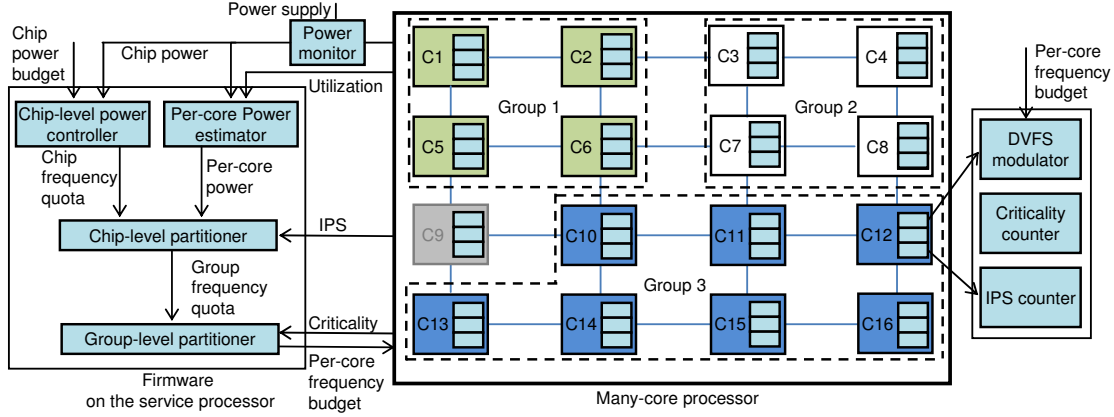 Power supply
Chip
power
budget
Chip power
Power
monitor
Utilization
Chip-level power
controller
Per-core Power
estimator
Chip
frequency
quota
Per-core
power
Chip-level partitioner
IPS
Group
frequency
quota
Group-level partitioner
Criticality
Per-core
frequency
budget
Firmware
on the service processor
C1
C2
C3
C4
Group 1
Group 2
C5
C6
C7
C8
C9
C10
C11
C12
Group 3
C13
C14
C15
C16
Many-core processor
Per-core
frequency
budget
DVFS
modulator
Criticality
counter
IPS counter